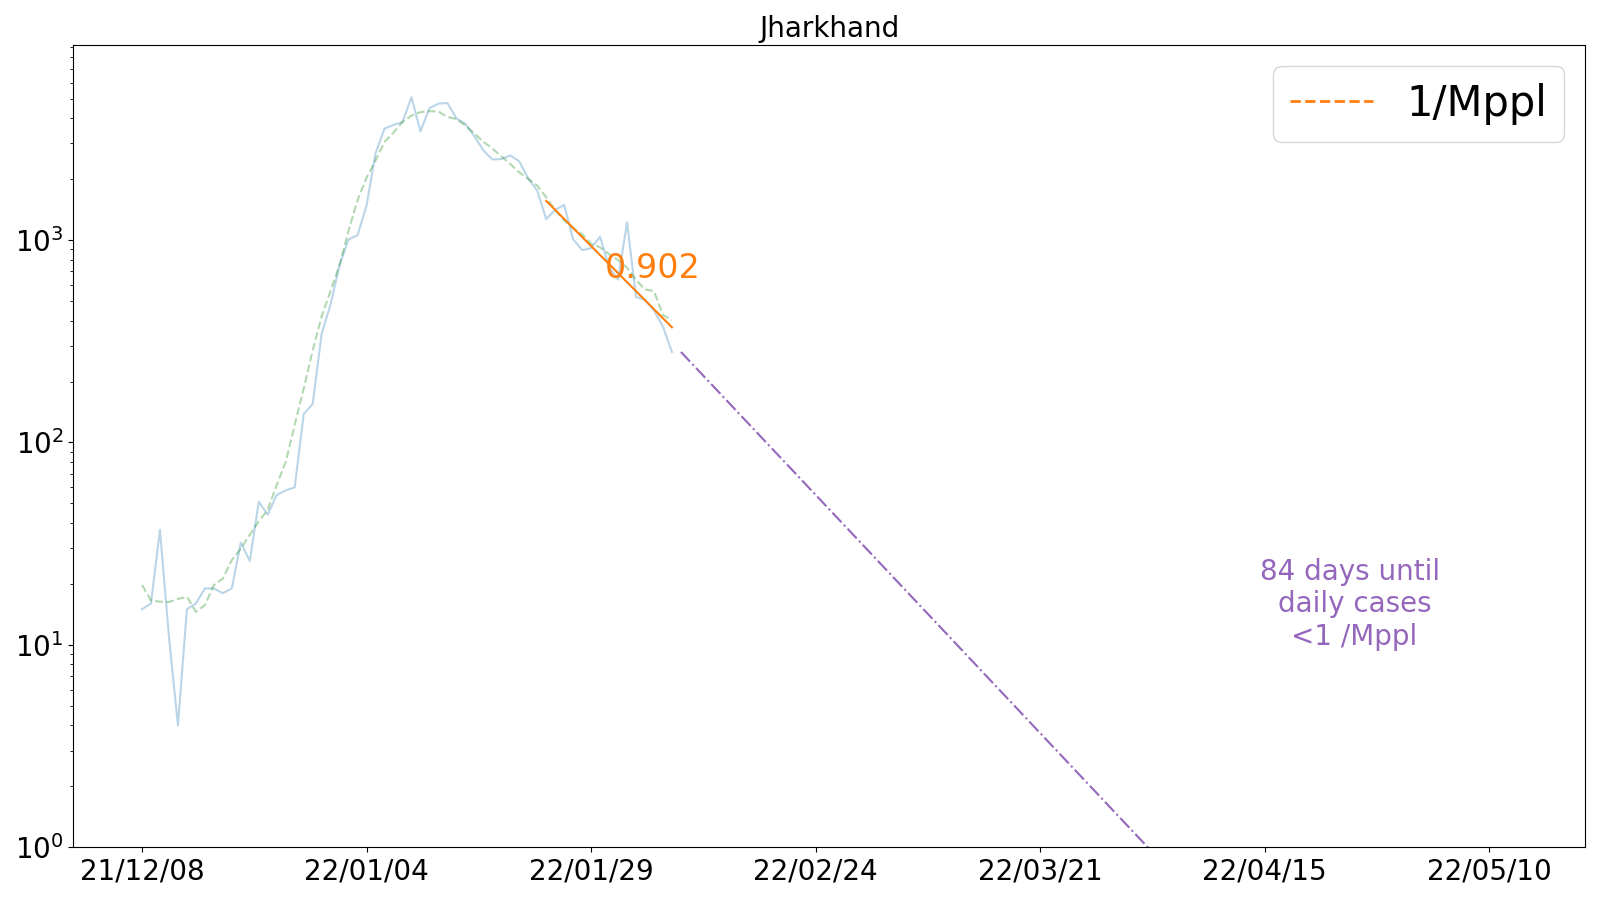 Jharkhand
1/Mppl
10³
0.902
10²
84 days until
daily cases
<1 /Mppl
10¹
10⁰
21/12/08 22/01/04 22/01/29 22/02/24 22/03/21 22/04/15 22/05/10